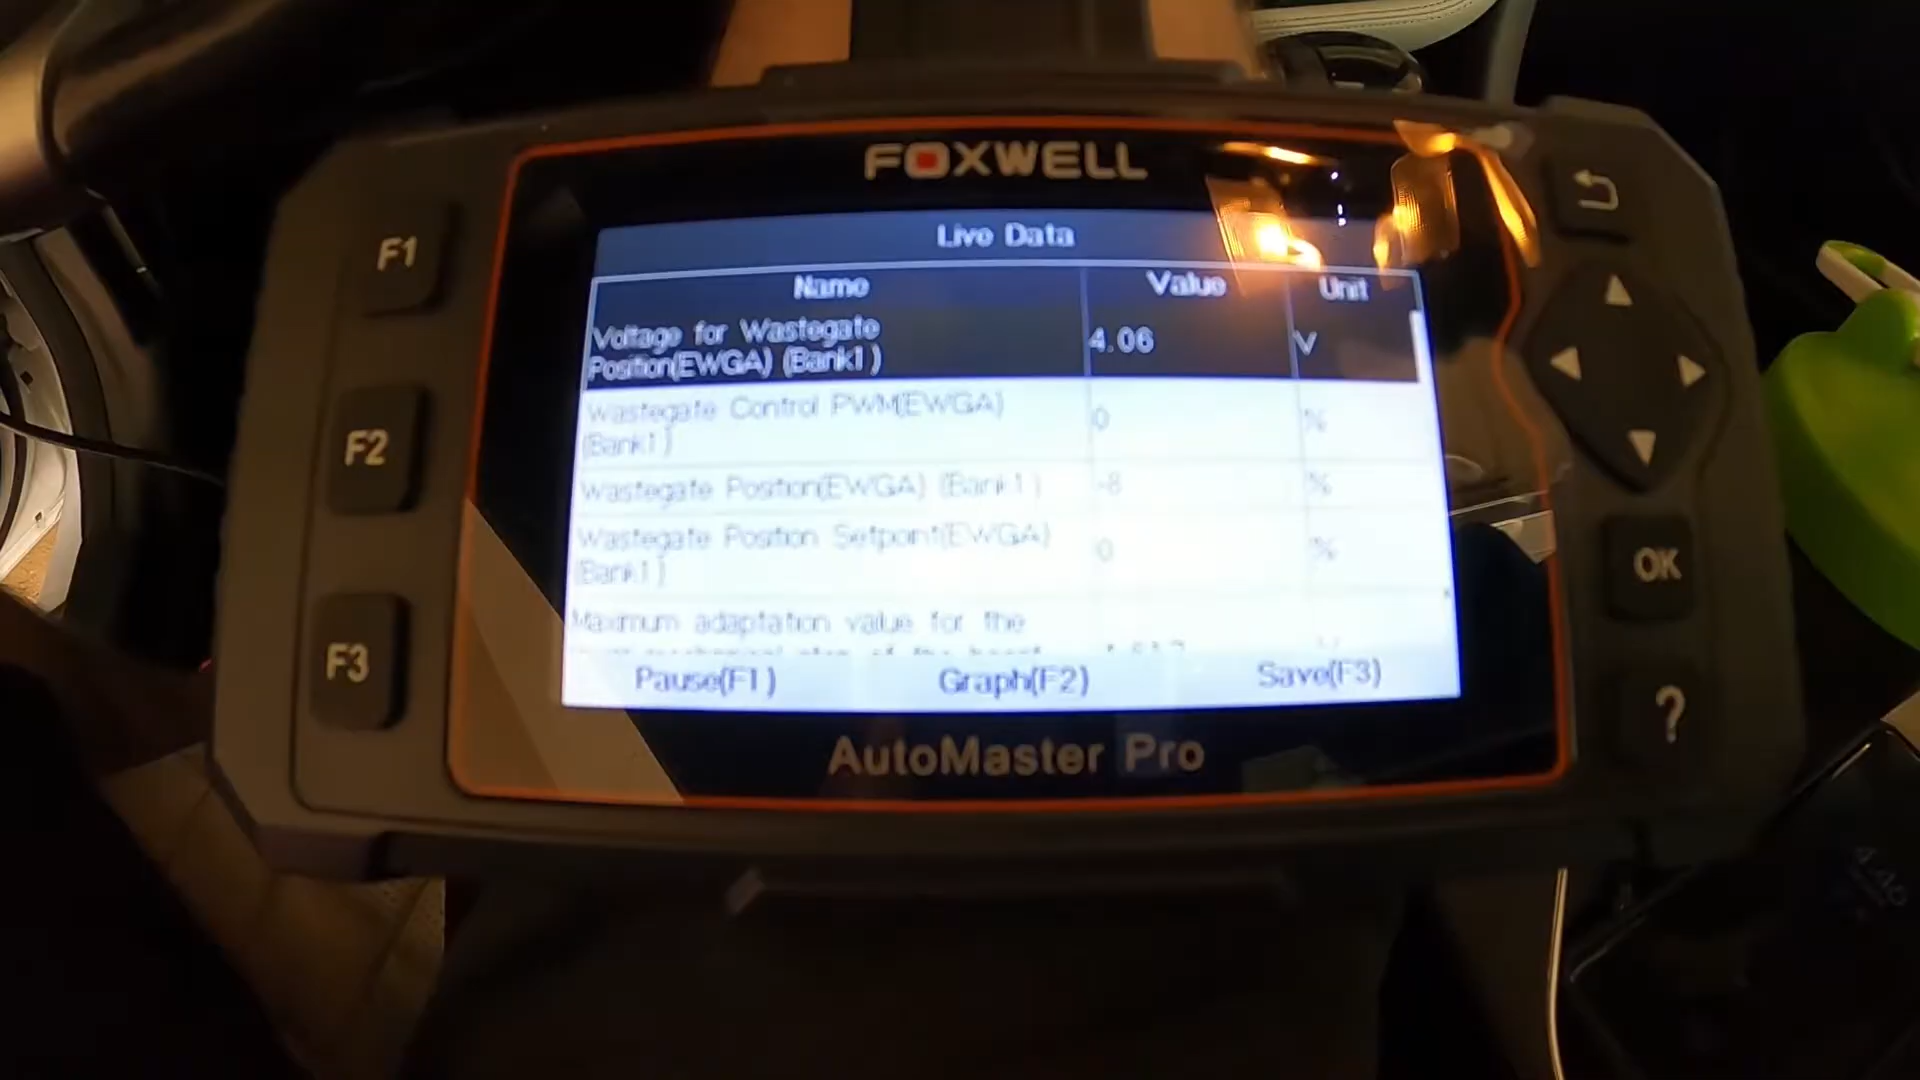 FOXWELL
Live Data
Name Value Unit
Voltage for Wastegate
Position(EWGA) (Bank1) 4.06 V
Wastegate Control PWM(EWGA)
(Bank1) 0 %
Wastegate Position(EWGA) (Bank1) -8 %
Wastegate Position Setpoint(EWGA)
(Bank1) 0 %
Maximum adaptation value for the
Pause(F1) Graph(F2) Save(F3)
AutoMaster Pro
F1
F2
F3
OK
?